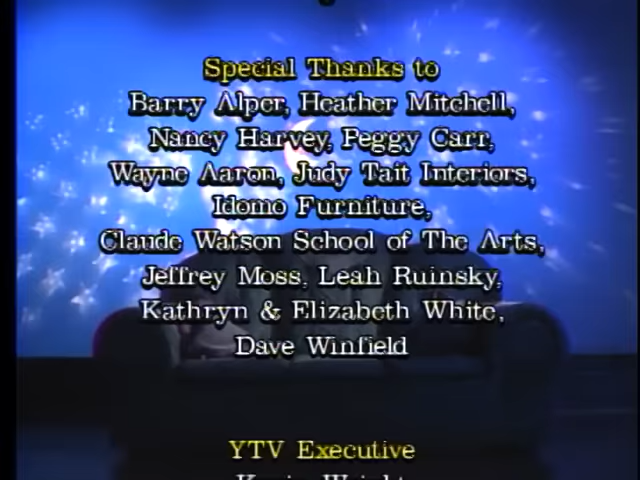 Special Thanks to
Barry Alper, Heather Mitchell,
Nancy Harvey, Peggy Carr,
Wayne Aaron, Judy Tait Interiors,
Idomo Furniture,
Claude Watson School of The Arts,
Jeffrey Moss, Leah Ruinsky,
Kathryn & Elizabeth White,
Dave Winfield
YTV Executive